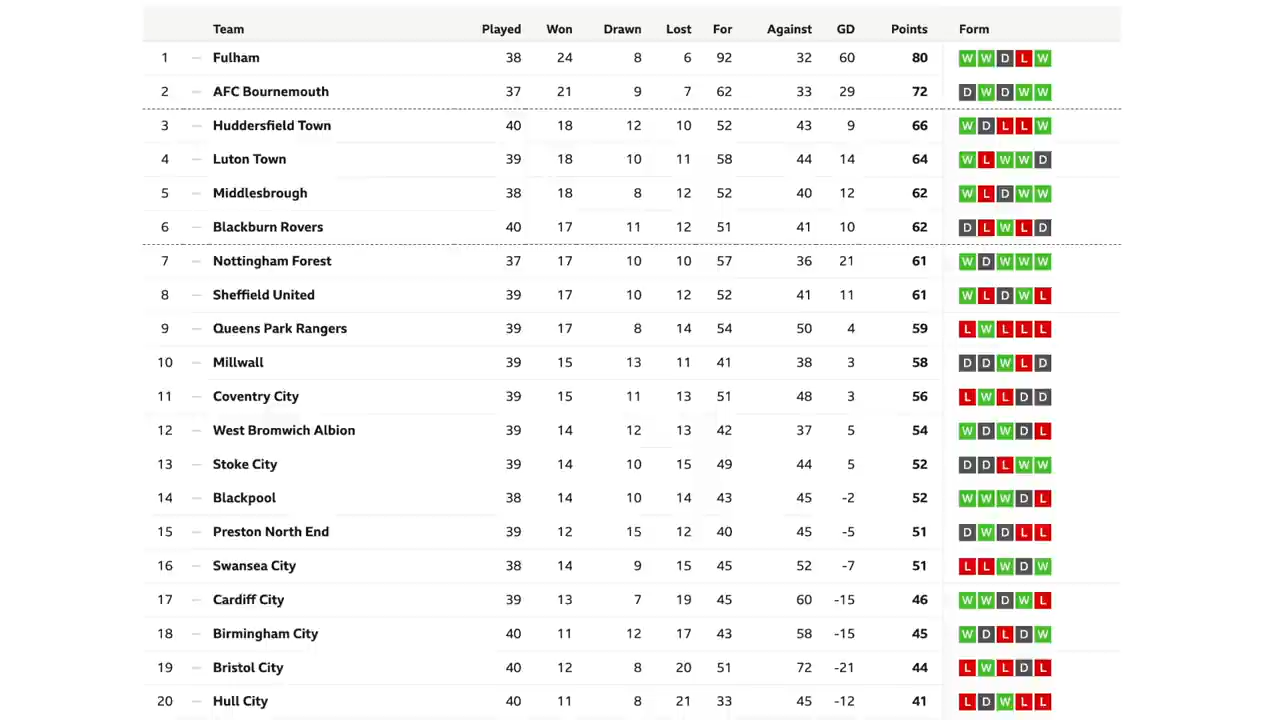 Team Played Won Drawn Lost For Against GD Points Form
1 – Fulham 38 24 8 6 92 32 60 80 W W D L W
2 – AFC Bournemouth 37 21 9 7 62 33 29 72 D W D W W
3 – Huddersfield Town 40 18 12 10 52 43 9 66 W D L L W
4 – Luton Town 39 18 10 11 58 44 14 64 W L W W D
5 – Middlesbrough 38 18 8 12 52 40 12 62 W L D W W
6 – Blackburn Rovers 40 17 11 12 51 41 10 62 D L W L D
7 – Nottingham Forest 37 17 10 10 57 36 21 61 W D W W W
8 – Sheffield United 39 17 10 12 52 41 11 61 W L D W L
9 – Queens Park Rangers 39 17 8 14 54 50 4 59 L W L L L
10 – Millwall 39 15 13 11 41 38 3 58 D D W L D
11 – Coventry City 39 15 11 13 51 48 3 56 L W L D D
12 – West Bromwich Albion 39 14 12 13 42 37 5 54 W D W D L
13 – Stoke City 39 14 10 15 49 44 5 52 D D L W W
14 – Blackpool 38 14 10 14 43 45 -2 52 W W W D L
15 – Preston North End 39 12 15 12 40 45 -5 51 D W D L L
16 – Swansea City 38 14 9 15 45 52 -7 51 L L W D W
17 – Cardiff City 39 13 7 19 45 60 -15 46 W W D W L
18 – Birmingham City 40 11 12 17 43 58 -15 45 W D L D W
19 – Bristol City 40 12 8 20 51 72 -21 44 L W L D L
20 – Hull City 40 11 8 21 33 45 -12 41 L D W L L